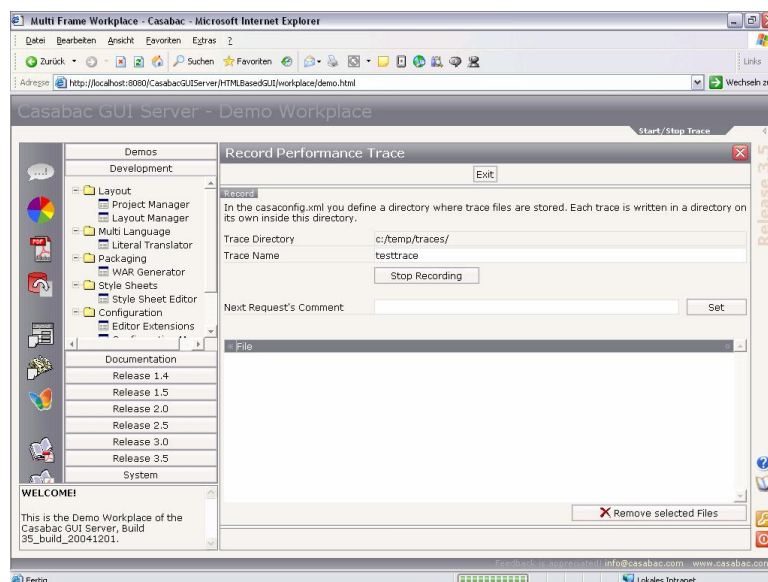 Multi Frame Workplace - Casabac - Microsoft Internet Explorer
Datei Bearbeiten Ansicht Favoriten Extras ?
Zurück Suchen Favoriten Links
Adresse http://localhost:8080/CasabacGUIServer/HTMLBasedGUI/workplace/demo.html Wechseln zu
Casabac GUI Server - Demo Workplace
Start/Stop Trace
Demos
Development
Layout
Project Manager
Layout Manager
Multi Language
Literal Translator
Packaging
WAR Generator
Style Sheets
Style Sheet Editor
Configuration
Editor Extensions
Documentation
Release 1.4
Release 1.5
Release 2.0
Release 2.5
Release 3.0
Release 3.5
System
WELCOME!
This is the Demo Workplace of the
Casabac GUI Server, Build
35_build_20041201.
Record Performance Trace
Exit
Record
In the casaconfig.xml you define a directory where trace files are stored. Each trace is written in a directory on
its own inside this directory.
Trace Directory c:/temp/traces/
Trace Name testtrace
Stop Recording
Next Request's Comment Set
File
Remove selected Files
Release 3.5
Feedback is appreciated! info@casabac.com www.casabac.com
Fertig Lokales Intranet